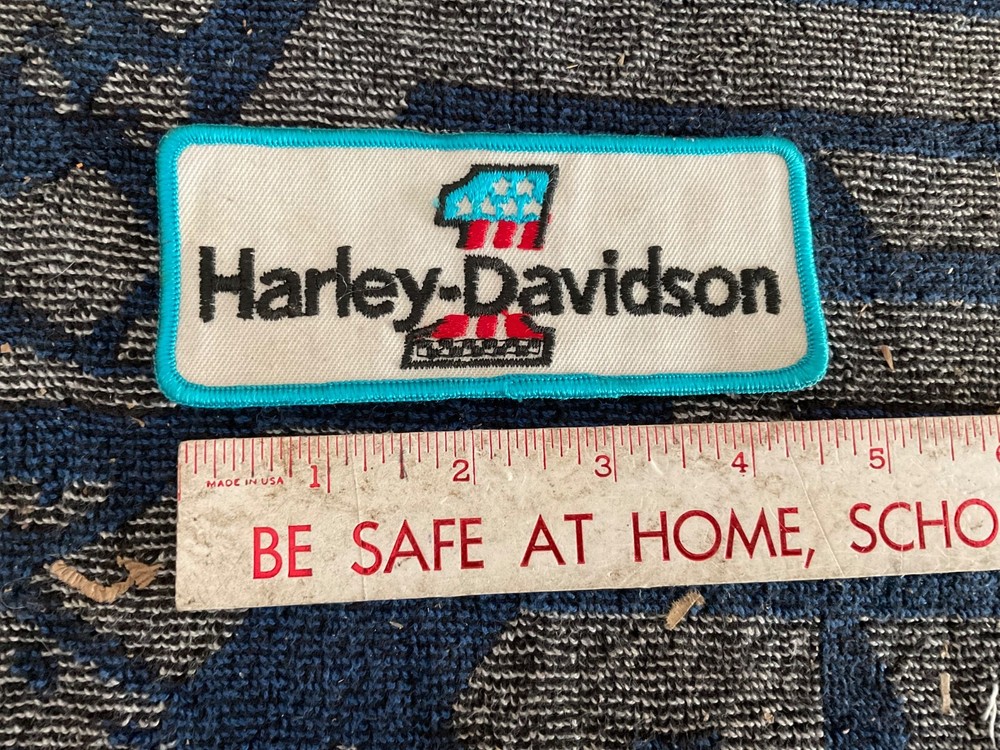 Harley-Davidson
1 2 3 4 5
MADE IN USA
BE SAFE AT HOME, SCHO